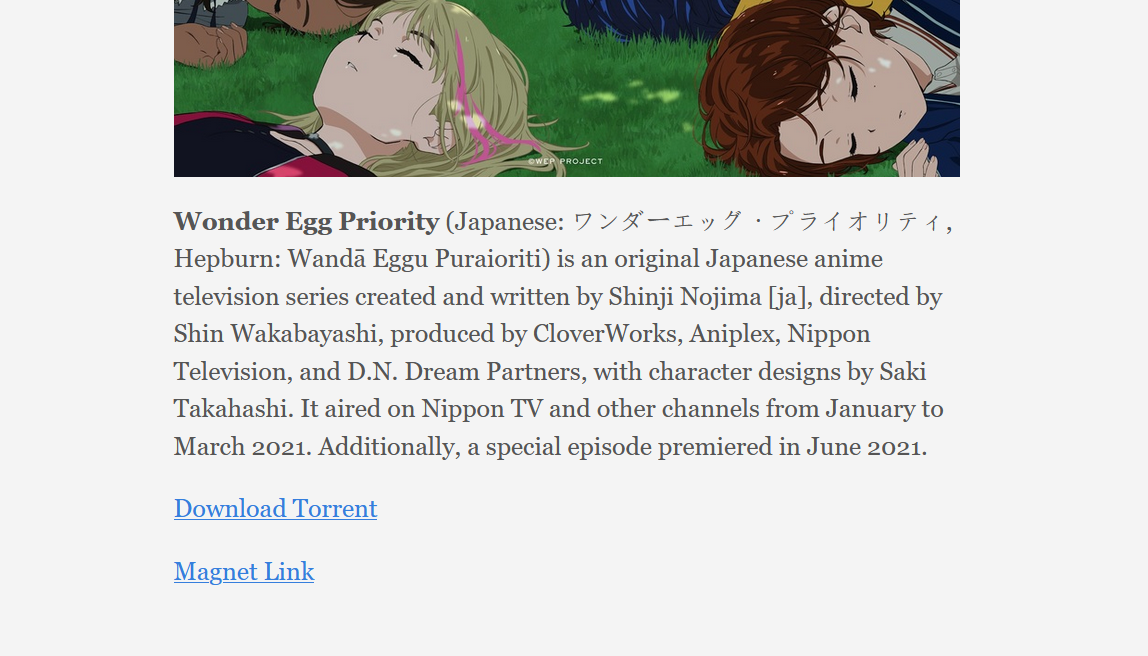 ©WEP PROJECT
Wonder Egg Priority (Japanese: ワンダーエッグ・プライオリティ,
Hepburn: Wandā Eggu Puraioriti) is an original Japanese anime
television series created and written by Shinji Nojima [ja], directed by
Shin Wakabayashi, produced by CloverWorks, Aniplex, Nippon
Television, and D.N. Dream Partners, with character designs by Saki
Takahashi. It aired on Nippon TV and other channels from January to
March 2021. Additionally, a special episode premiered in June 2021.
Download Torrent
Magnet Link